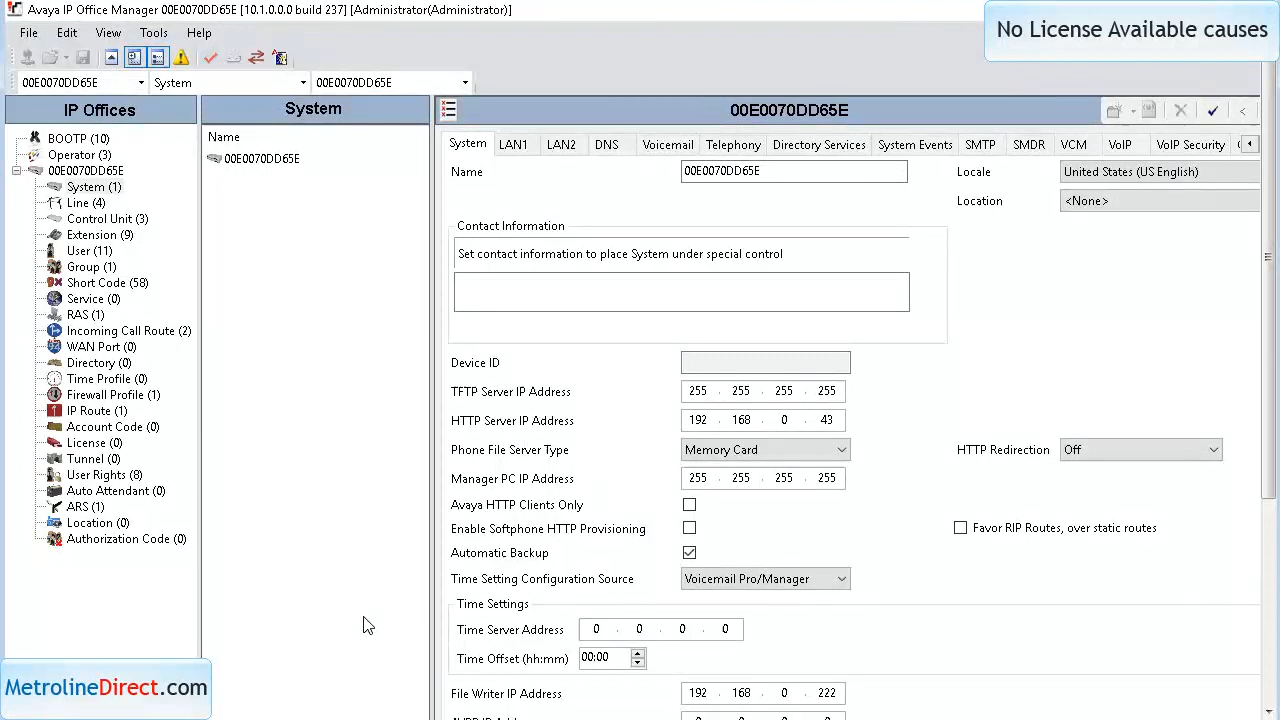 Avaya IP Office Manager 00E0070DD65E [10.1.0.0.0 build 237] [Administrator(Administrator)]
No License Available causes
File Edit View Tools Help
00E0070DD65E System 00E0070DD65E
IP Offices
BOOTP (10)
Operator (3)
00E0070DD65E
System (1)
Line (4)
Control Unit (3)
Extension (9)
User (11)
Group (1)
Short Code (58)
Service (0)
RAS (1)
Incoming Call Route (2)
WAN Port (0)
Directory (0)
Time Profile (0)
Firewall Profile (1)
IP Route (1)
Account Code (0)
License (0)
Tunnel (0)
User Rights (8)
Auto Attendant (0)
ARS (1)
Location (0)
Authorization Code (0)
System
Name
00E0070DD65E
00E0070DD65E
System LAN1 LAN2 DNS Voicemail Telephony Directory Services System Events SMTP SMDR VCM VoIP VoIP Security
Name 00E0070DD65E Locale United States (US English)
Location <None>
Contact Information
Set contact information to place System under special control
Device ID
TFTP Server IP Address 255 . 255 . 255 . 255
HTTP Server IP Address 192 . 168 . 0 . 43
Phone File Server Type Memory Card HTTP Redirection Off
Manager PC IP Address 255 . 255 . 255 . 255
Avaya HTTP Clients Only
Enable Softphone HTTP Provisioning Favor RIP Routes, over static routes
Automatic Backup
Time Setting Configuration Source Voicemail Pro/Manager
Time Settings
Time Server Address 0 . 0 . 0 . 0
Time Offset (hh:mm) 00:00
File Writer IP Address 192 . 168 . 0 . 222
MetrolineDirect.com